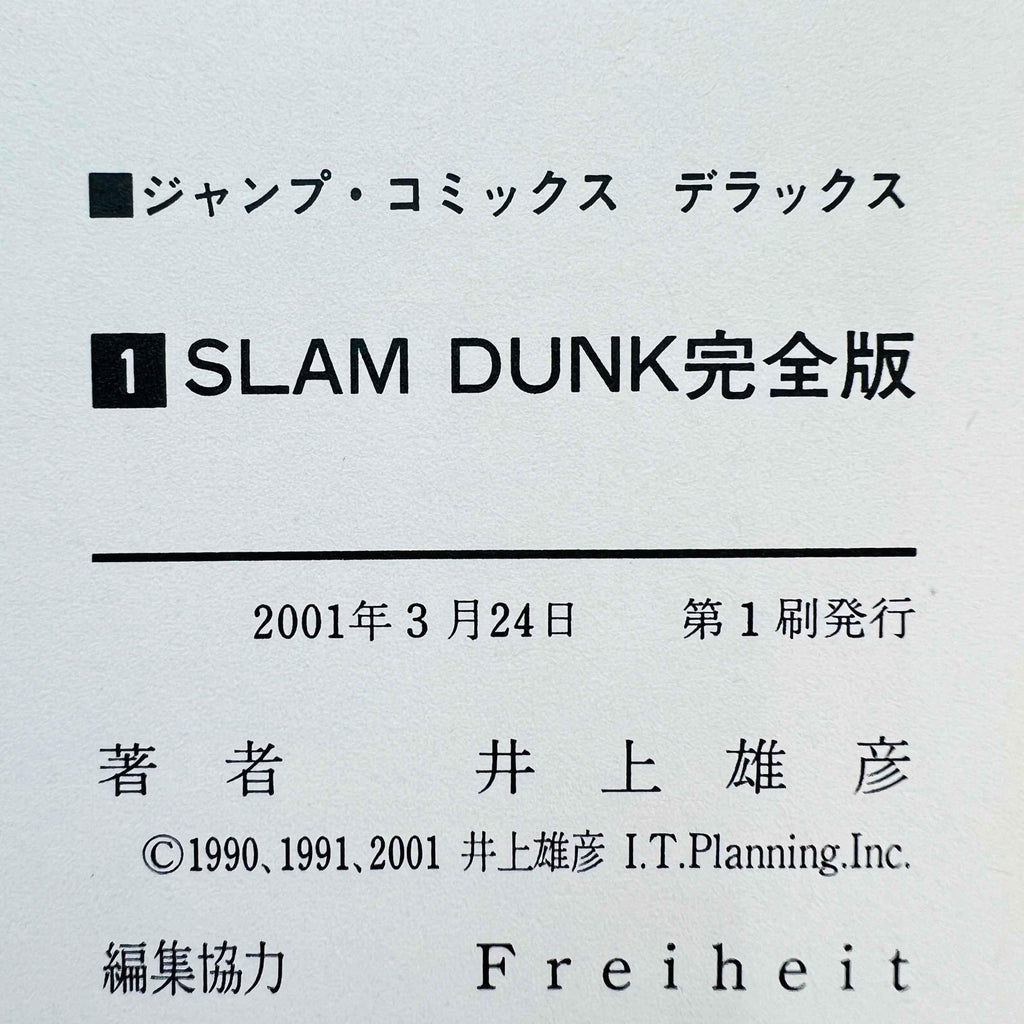 ■ジャンプ・コミックス　デラックス
1 SLAM DUNK完全版
2001年3月24日　第1刷発行
著者　井上雄彦
©1990、1991、2001 井上雄彦 I.T.Planning.Inc.
編集協力　Freiheit